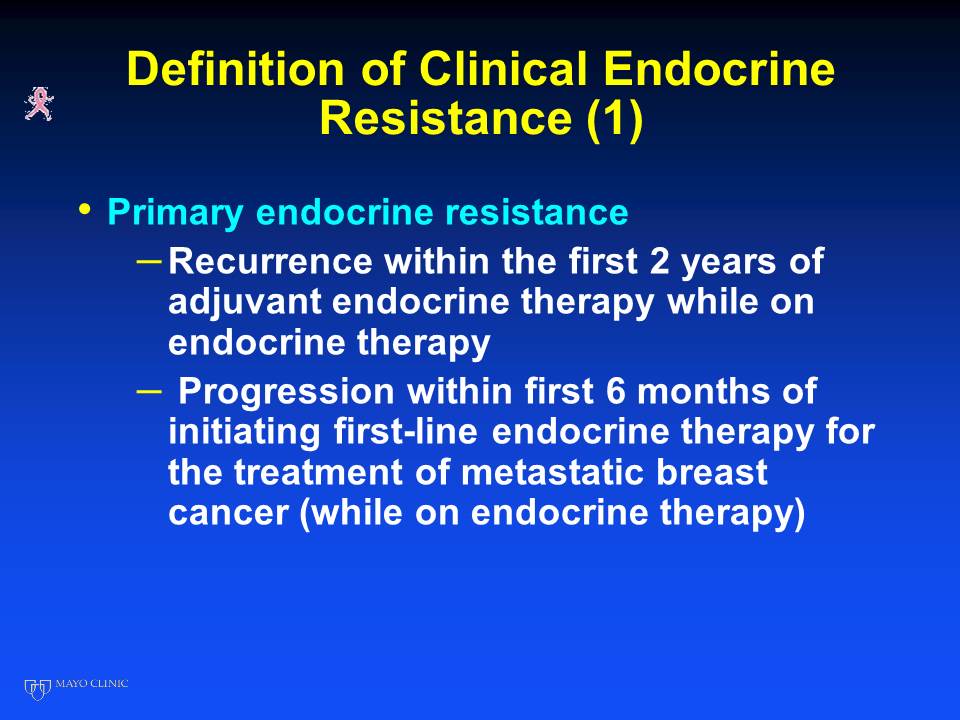 Definition of Clinical Endocrine
Resistance (1)
• Primary endocrine resistance
– Recurrence within the first 2 years of
adjuvant endocrine therapy while on
endocrine therapy
– Progression within first 6 months of
initiating first-line endocrine therapy for
the treatment of metastatic breast
cancer (while on endocrine therapy)
MAYO CLINIC